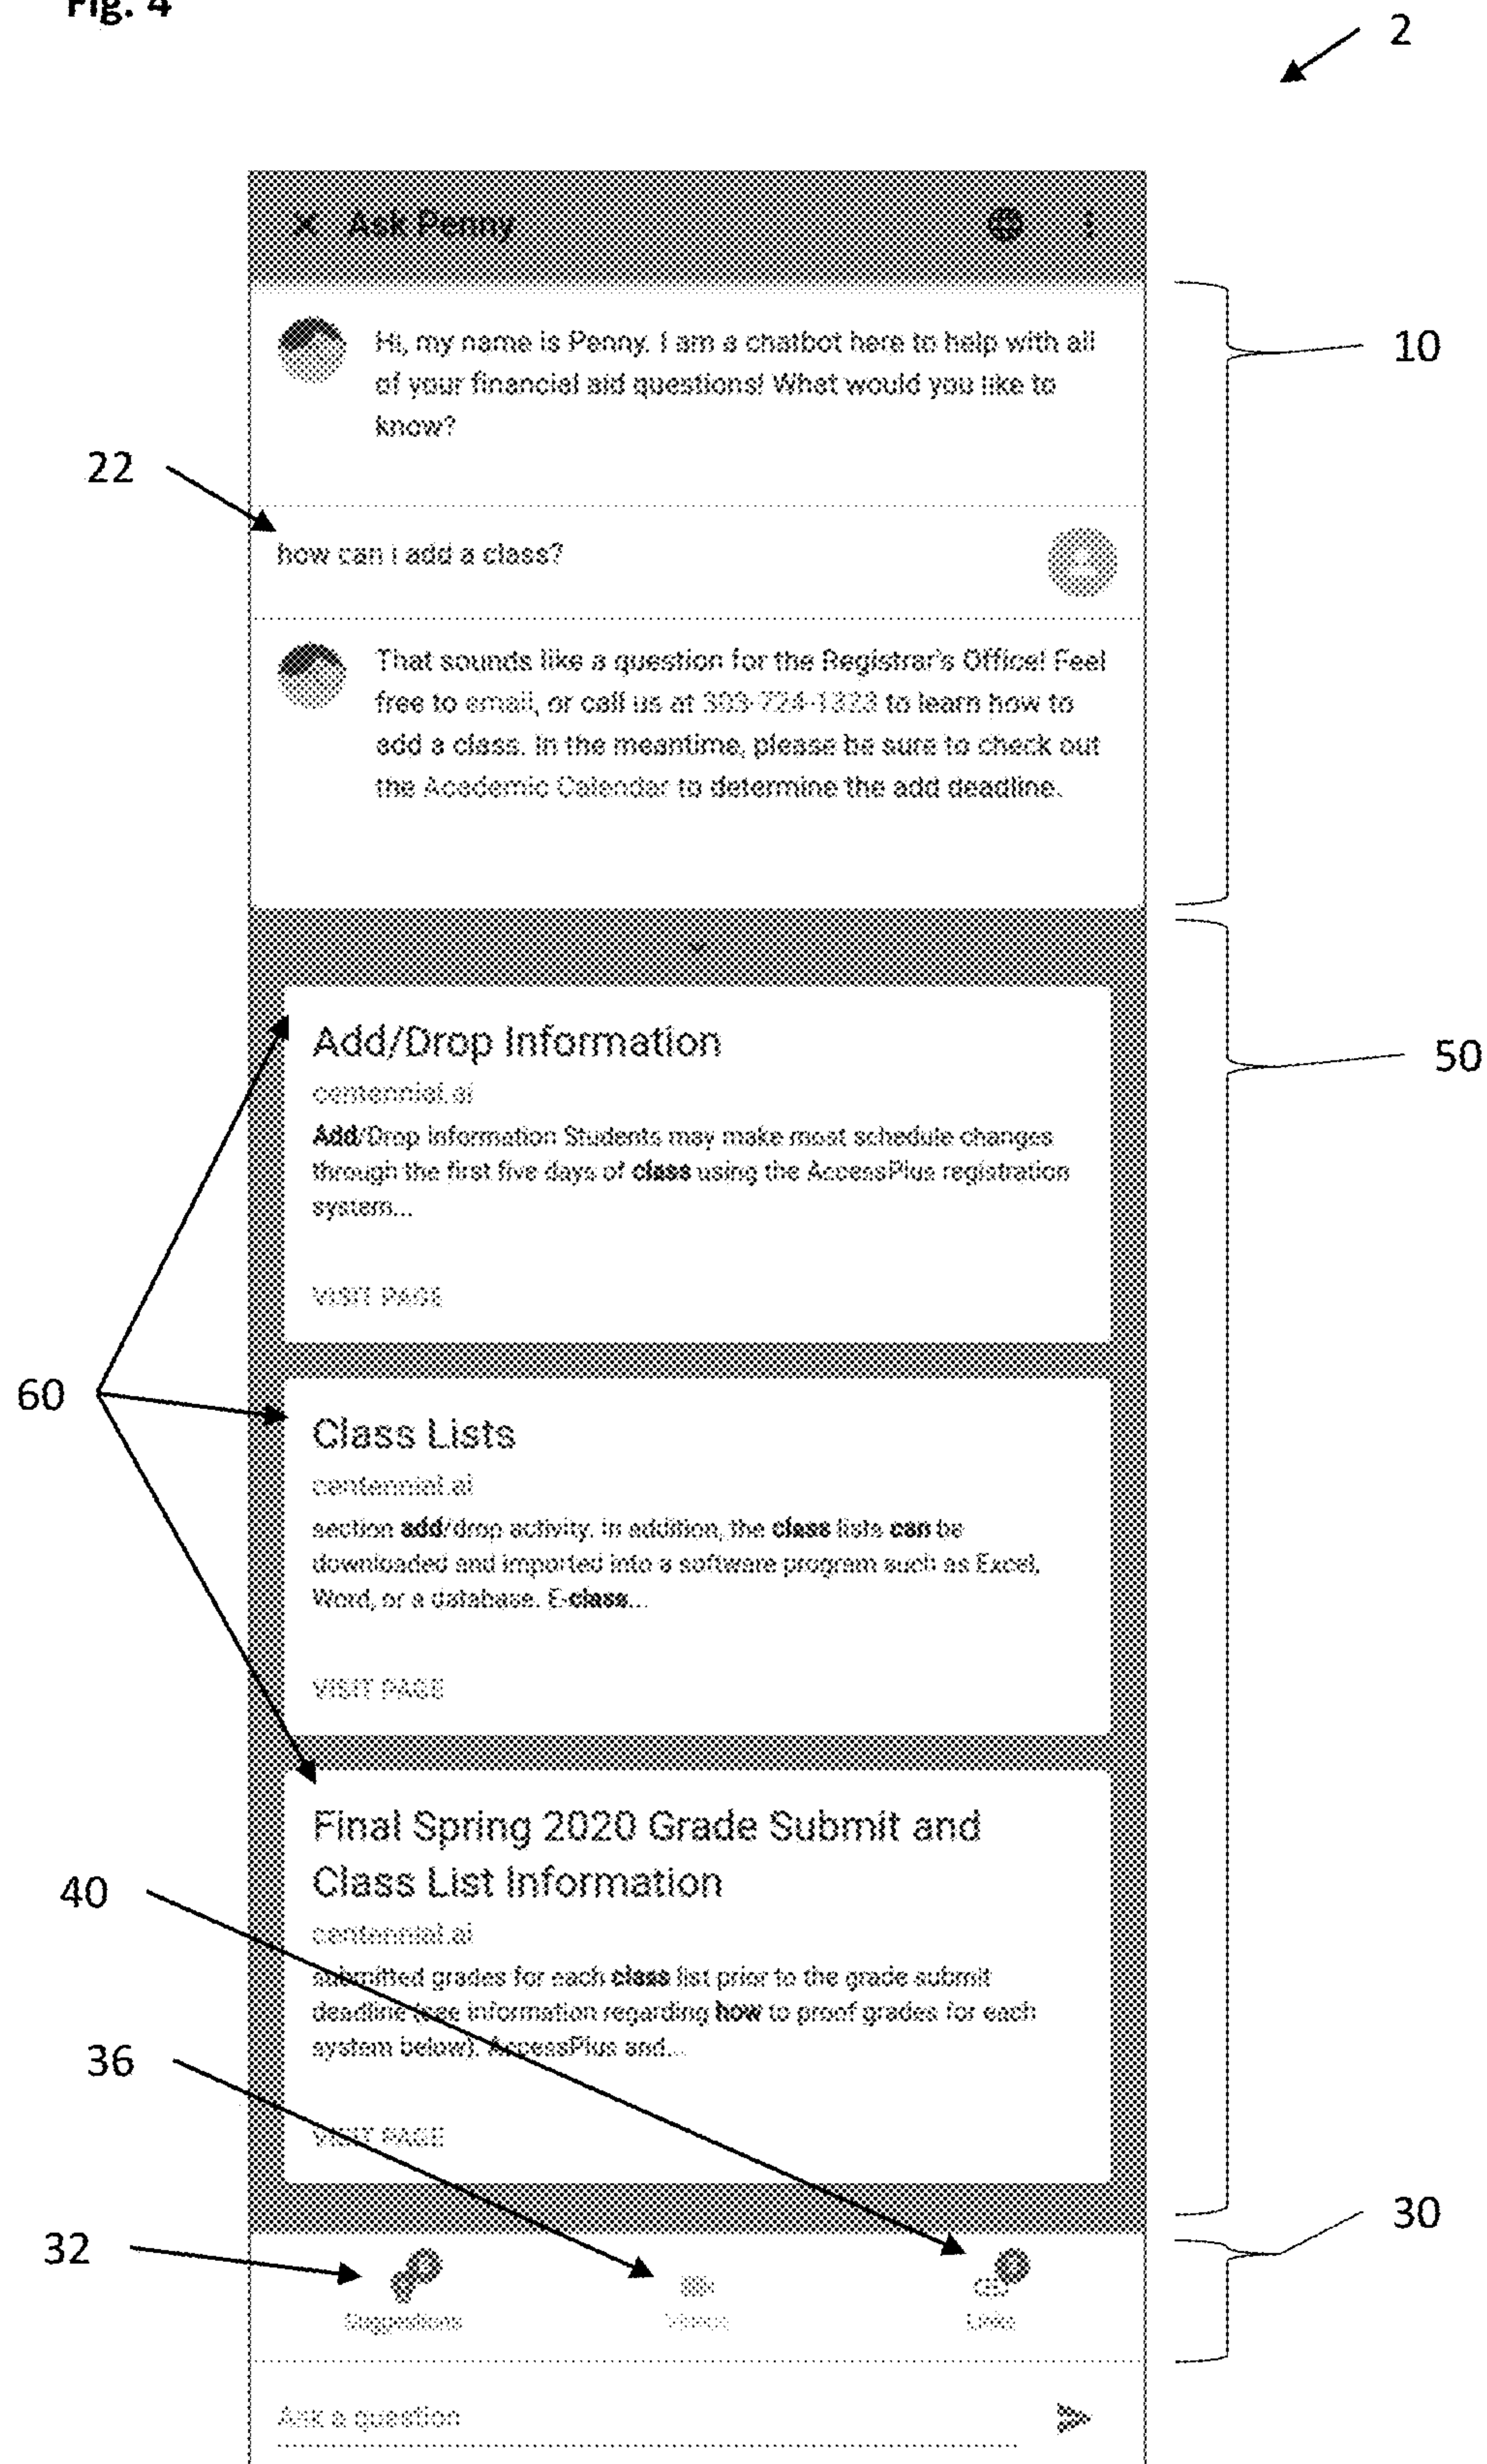 Fig. 4
2
Ask Penny
Hi, my name is Penny. I am a chatbot here to help with all
of your financial aid questions! What would you like to
know?
10
22
how can i add a class?
That sounds like a question for the Registrar's Office! Feel
free to email, or call us at 303-724-1323 to learn how to
add a class. In the meantime, please be sure to check out
the Academic Calendar to determine the add deadline.
50
Add/Drop Information
centennial.ai
Add/Drop Information Students may make most schedule changes
through the first five days of class using the AccessPlus registration
system...
VISIT PAGE
60
Class Lists
centennial.ai
section add/drop activity. In addition, the class lists can be
downloaded and imported into a software program such as Excel,
Word, or a database. E-class...
VISIT PAGE
Final Spring 2020 Grade Submit and
Class List Information
40
centennial.ai
submitted grades for each class list prior to the grade submit
deadline (see information regarding how to proof grades for each
system below). AccessPlus and...
36
VISIT PAGE
30
32
Suggestions
Videos
Links
Ask a question